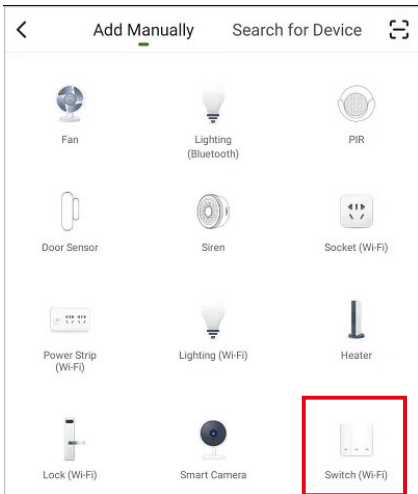 Add Manually Search for Device
Fan
Lighting
(Bluetooth)
PIR
Door Sensor
Siren
Socket (Wi-Fi)
Power Strip
(Wi-Fi)
Lighting (Wi-Fi)
Heater
Lock (Wi-Fi)
Smart Camera
Switch (Wi-Fi)